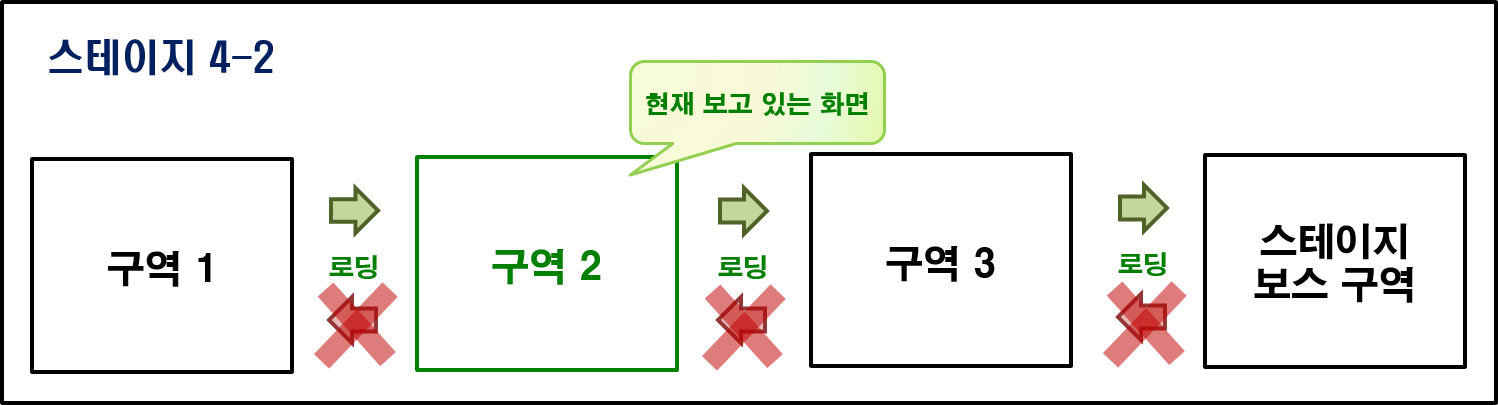 스테이지 4-2
현재 보고 있는 화면
구역 1
로딩
구역 2
로딩
구역 3
로딩
스테이지
보스 구역